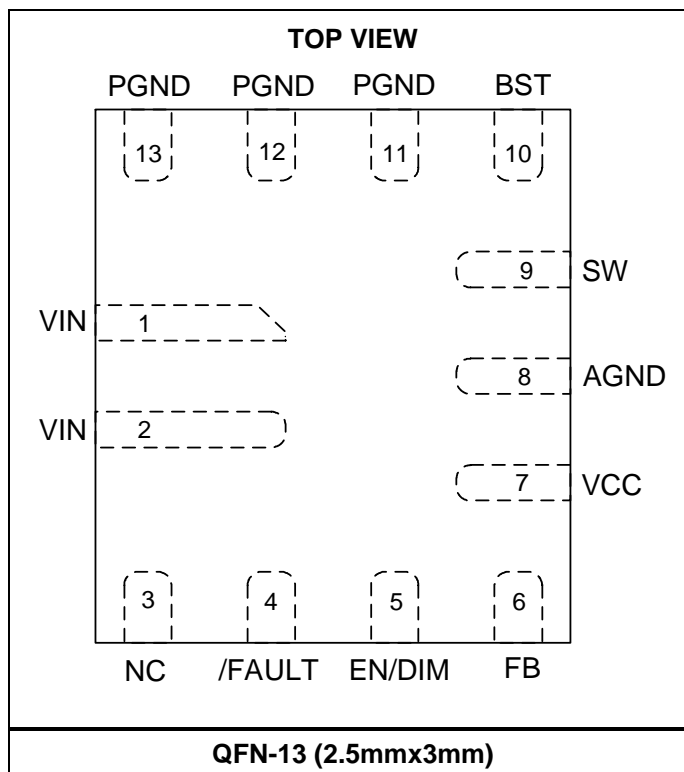 TOP VIEW
PGND PGND PGND BST
13 12 11 10
9 SW
VIN 1
8 AGND
VIN 2
7 VCC
3 4 5 6
NC /FAULT EN/DIM FB
QFN-13 (2.5mmx3mm)